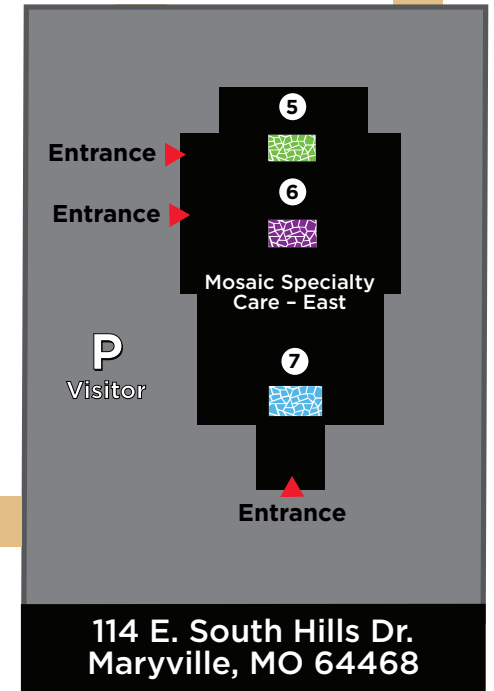 5
Entrance
6
Entrance
Mosaic Specialty
Care – East
P
Visitor
7
Entrance
114 E. South Hills Dr.
Maryville, MO 64468